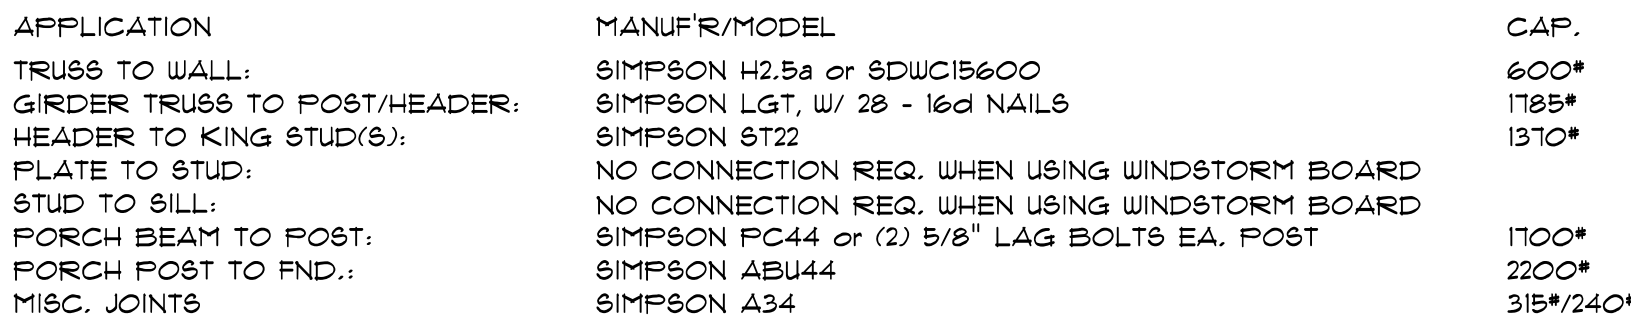 APPLICATION MANUF'R/MODEL CAP.
TRUSS TO WALL: SIMPSON H2.5a or SDWC15600 600#
GIRDER TRUSS TO POST/HEADER: SIMPSON LGT, W/ 28 - 16d NAILS 1785#
HEADER TO KING STUD(S): SIMPSON ST22 1370#
PLATE TO STUD: NO CONNECTION REQ. WHEN USING WINDSTORM BOARD
STUD TO SILL: NO CONNECTION REQ. WHEN USING WINDSTORM BOARD
PORCH BEAM TO POST: SIMPSON PC44 or (2) 5/8" LAG BOLTS EA. POST 1700#
PORCH POST TO FND.: SIMPSON ABU44 2200#
MISC. JOINTS SIMPSON A34 315#/240#